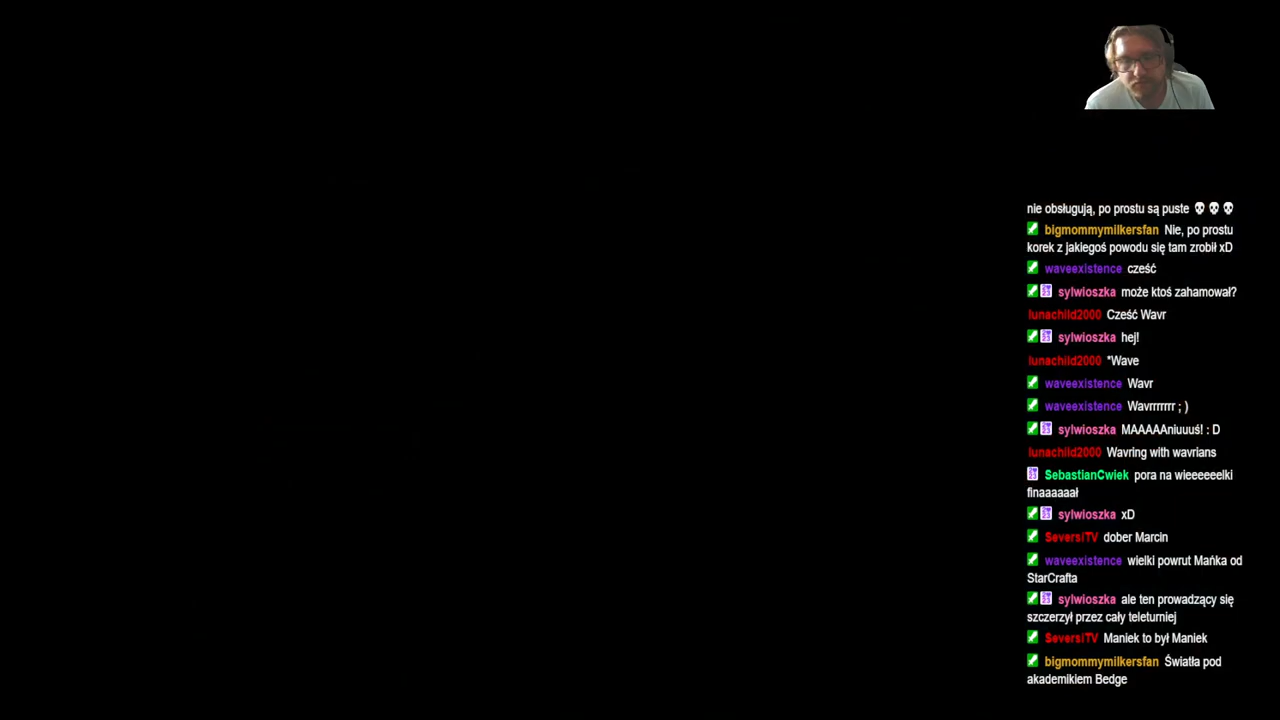 nie obsługują, po prostu są puste 💀💀💀
bigmommymilkersfan Nie, po prostu
korek z jakiegoś powodu się tam zrobił xD
waveexistence cześć
sylwioszka może ktoś zahamował?
lunachild2000 Cześć Wavr
sylwioszka hej!
lunachild2000 *Wave
waveexistence Wavr
waveexistence Wavrrrrrrr ; )
sylwioszka MAAAAAniuuuś! : D
lunachild2000 Wavring with wavrians
SebastianCwiek pora na wieeeeeelki
finaaaaaał
sylwioszka xD
SeversITV dober Marcin
waveexistence wielki powrut Mańka od
StarCrafta
sylwioszka ale ten prowadzący się
szczerzył przez cały teleturniej
SeversITV Maniek to był Maniek
bigmommymilkersfan Światła pod
akademikiem Bedge